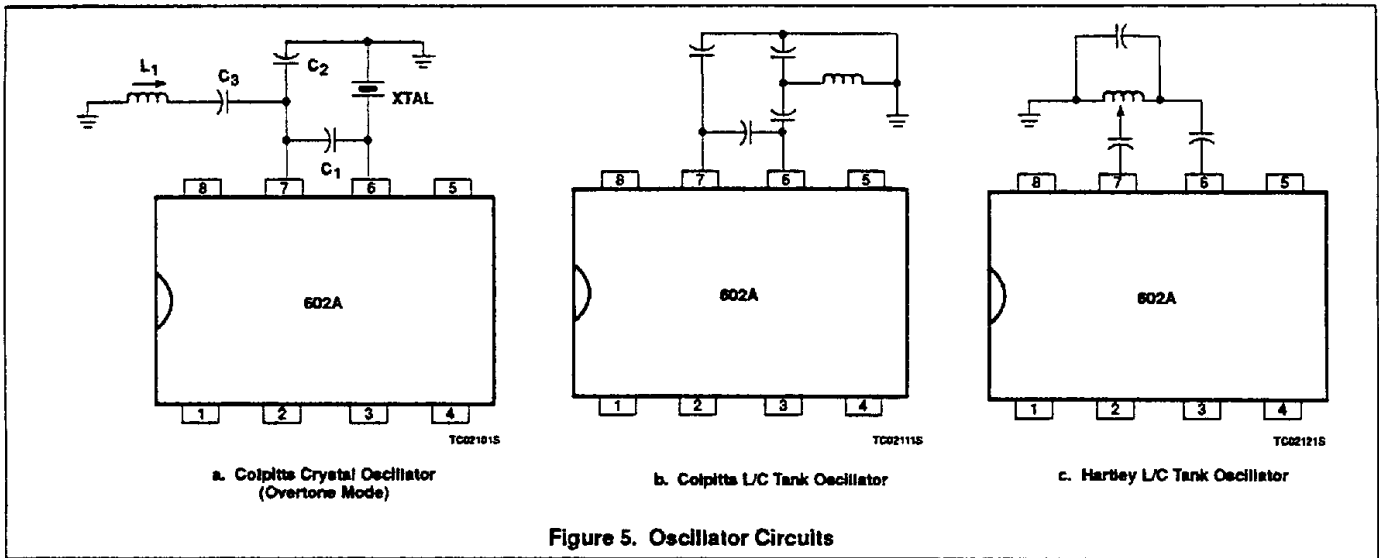 L1 C3 C2 XTAL
C1
8 7 6 5
602A
1 2 3 4
TC02101S
a. Colpitts Crystal Oscillator
(Overtone Mode)
8 7 6 5
602A
1 2 3 4
TC02111S
b. Colpitts L/C Tank Oscillator
8 7 6 5
602A
1 2 3 4
TC02121S
c. Hartley L/C Tank Oscillator
Figure 5. Oscillator Circuits